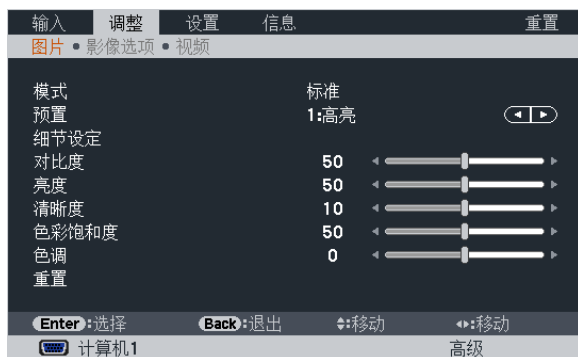 输入 调整 设置 信息 重置
图片 • 影像选项 • 视频
模式 标准
预置 1:高亮
细节设定
对比度 50
亮度 50
清晰度 10
色彩饱和度 50
色调 0
重置
Enter:选择 Back:退出 :移动 :移动
计算机1 高级